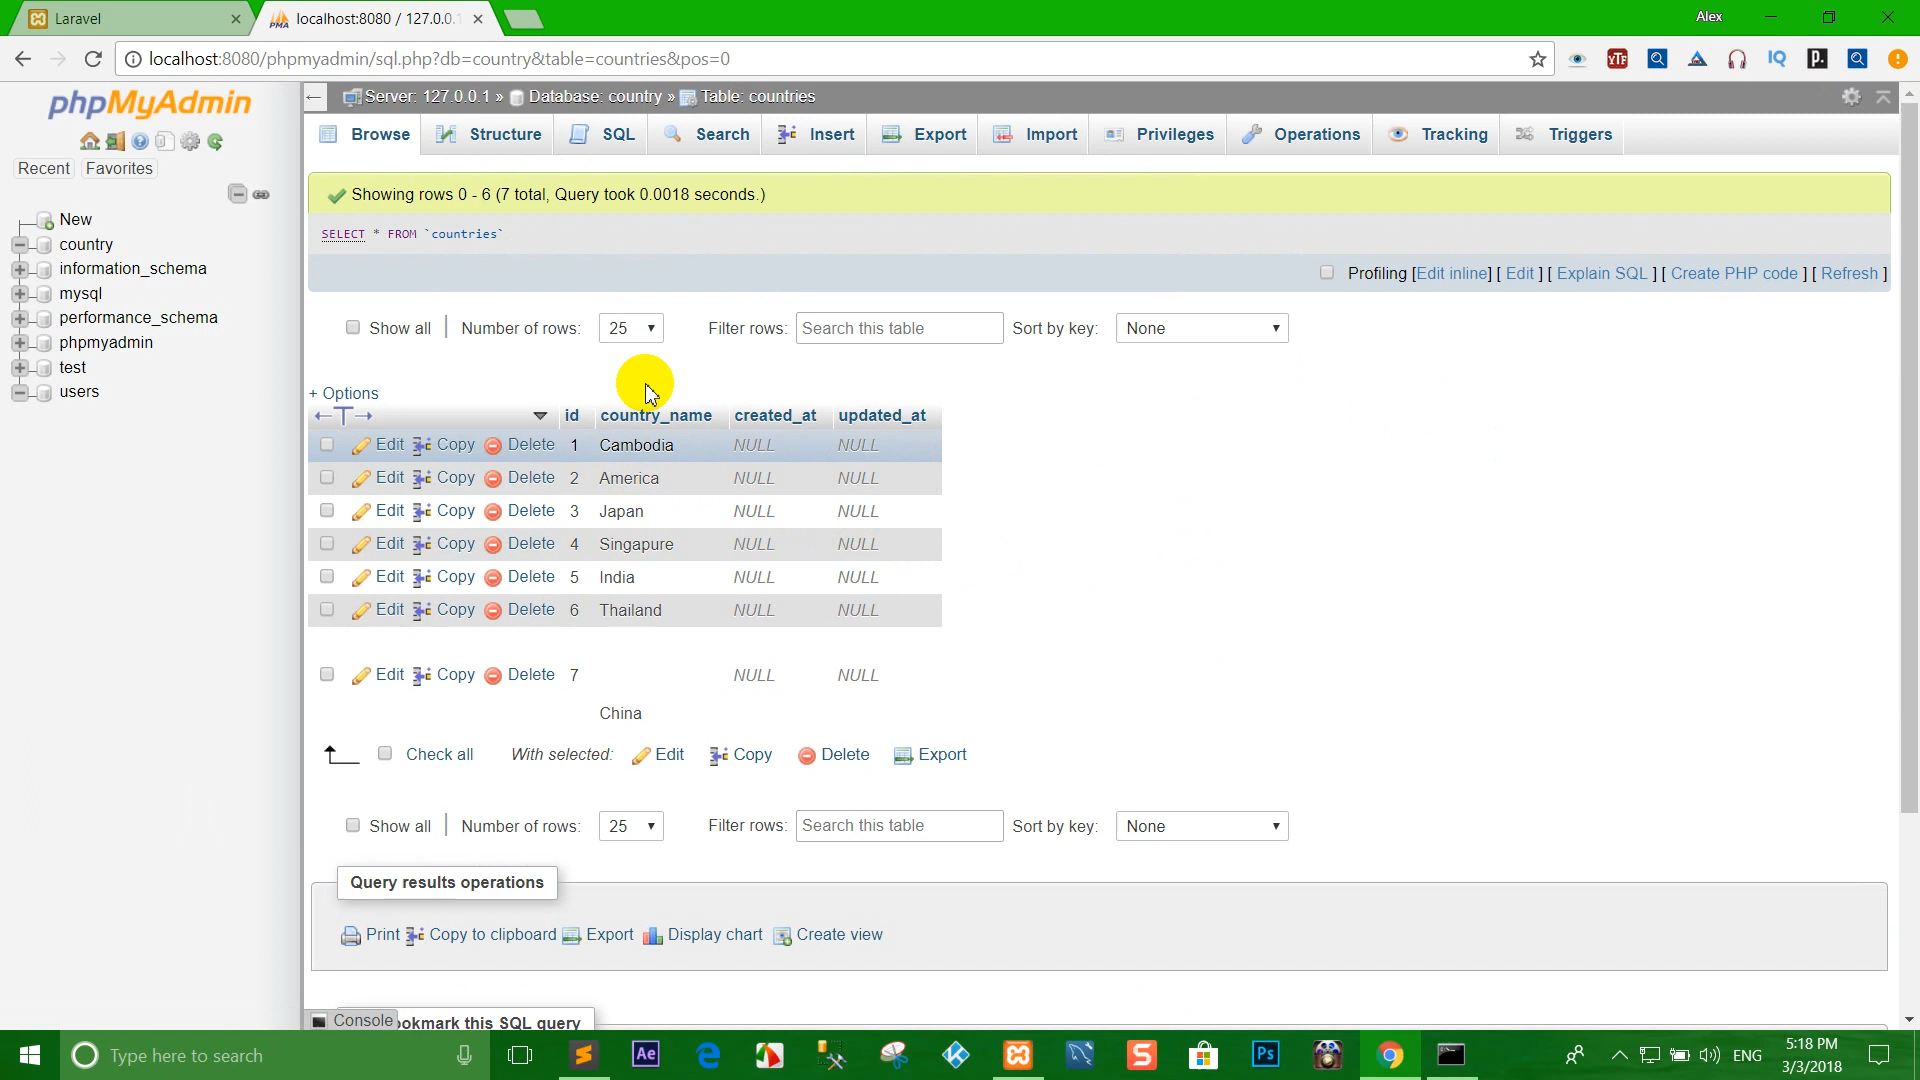 Laravel
localhost:8080 / 127.0.0.1
Alex
localhost:8080/phpmyadmin/sql.php?db=country&table=countries&pos=0
phpMyAdmin
Recent Favorites
New
country
information_schema
mysql
performance_schema
phpmyadmin
test
users
Server: 127.0.0.1 » Database: country » Table: countries
Browse Structure SQL Search Insert Export Import Privileges Operations Tracking Triggers
Showing rows 0 - 6 (7 total, Query took 0.0018 seconds.)
SELECT * FROM `countries`
Profiling [Edit inline] [ Edit ] [ Explain SQL ] [ Create PHP code ] [ Refresh ]
Show all Number of rows: 25 Filter rows: Search this table Sort by key: None
+ Options
id country_name created_at updated_at
Edit Copy Delete 1 Cambodia NULL NULL
Edit Copy Delete 2 America NULL NULL
Edit Copy Delete 3 Japan NULL NULL
Edit Copy Delete 4 Singapure NULL NULL
Edit Copy Delete 5 India NULL NULL
Edit Copy Delete 6 Thailand NULL NULL
Edit Copy Delete 7 NULL NULL
China
Check all With selected: Edit Copy Delete Export
Show all Number of rows: 25 Filter rows: Search this table Sort by key: None
Query results operations
Print Copy to clipboard Export Display chart Create view
Console ookmark this SQL query
Type here to search
Ae
Ps
ENG
5:18 PM
3/3/2018